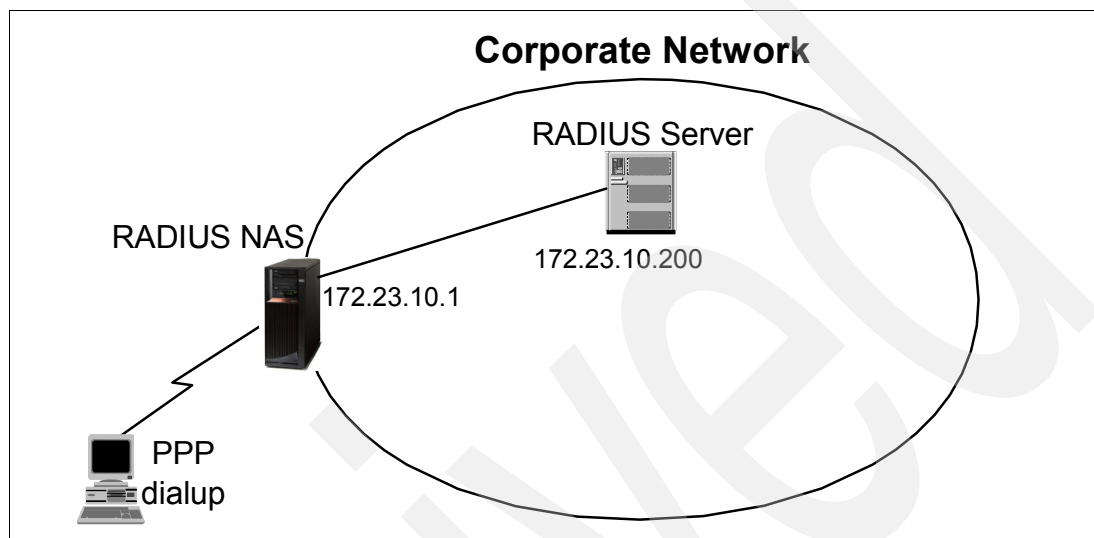 Corporate Network
RADIUS Server
172.23.10.200
RADIUS NAS
172.23.10.1
PPP
dialup